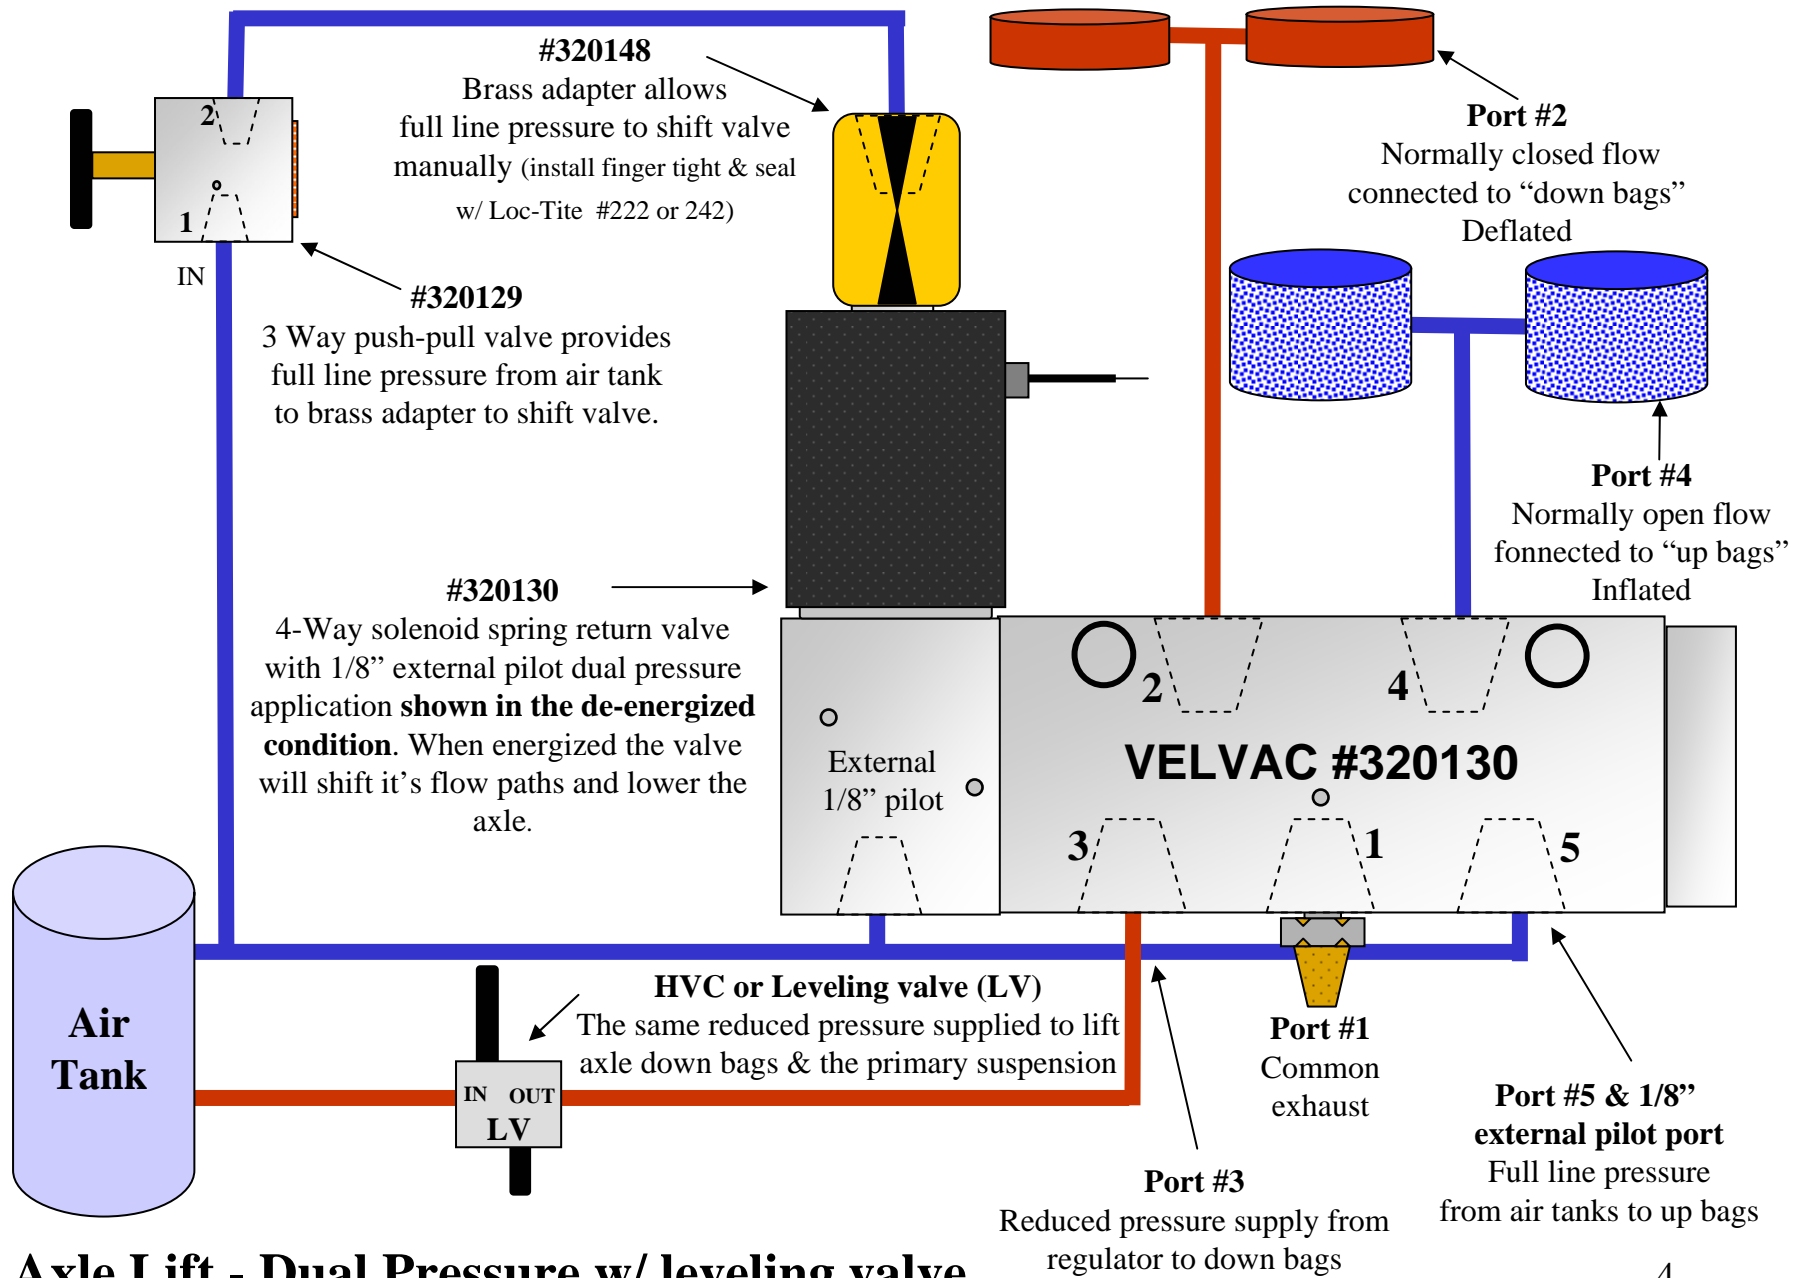 #320148
Brass adapter allows
full line pressure to shift valve
manually (install finger tight & seal
w/ Loc-Tite #222 or 242)
2
1
IN
#320129
3 Way push-pull valve provides
full line pressure from air tank
to brass adapter to shift valve.
Port #2
Normally closed flow
connected to “down bags”
Deflated
Port #4
Normally open flow
fonnected to “up bags”
Inflated
#320130
4-Way solenoid spring return valve
with 1/8” external pilot dual pressure
application shown in the de-energized
condition. When energized the valve
will shift it’s flow paths and lower the
axle.
External
1/8” pilot
2
4
VELVAC #320130
3
1
5
Air
Tank
HVC or Leveling valve (LV)
The same reduced pressure supplied to lift
axle down bags & the primary suspension
IN OUT
LV
Port #1
Common
exhaust
Port #3
Reduced pressure supply from
regulator to down bags
Port #5 & 1/8”
external pilot port
Full line pressure
from air tanks to up bags
Axle Lift - Dual Pressure w/ leveling valve
4